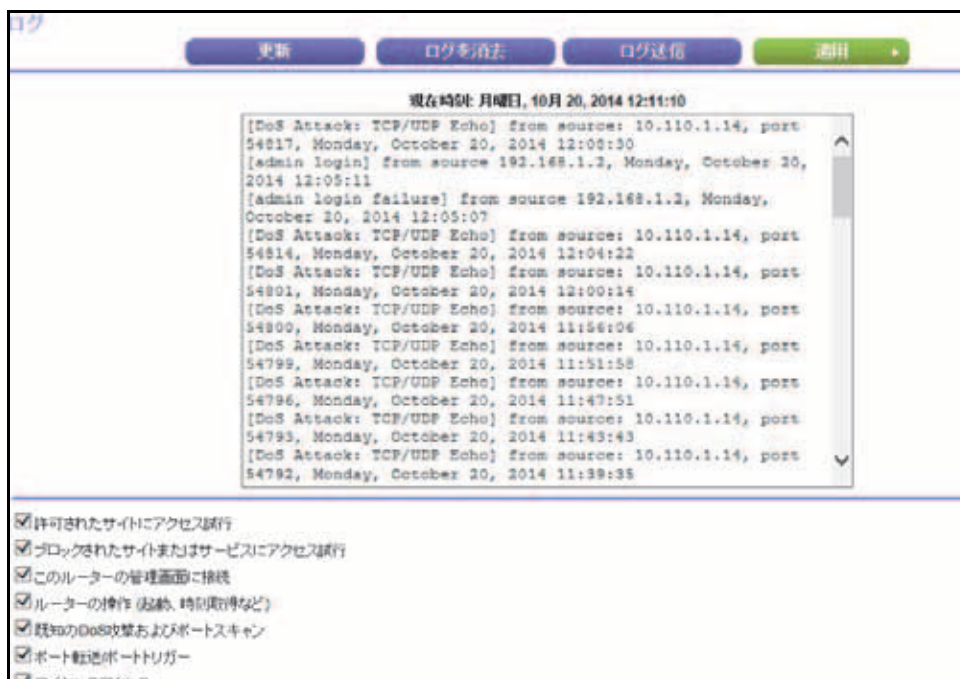 ログ
更新 ログを消去 ログ送信 適用
現在時刻: 月曜日, 10月 20, 2014 12:11:10
[DoS Attack: TCP/UDP Echo] from source: 10.110.1.14, port
54817, Monday, October 20, 2014 12:08:30
[admin login] from source 192.168.1.2, Monday, October 20,
2014 12:05:11
[admin login failure] from source 192.168.1.2, Monday,
October 20, 2014 12:05:07
[DoS Attack: TCP/UDP Echo] from source: 10.110.1.14, port
54814, Monday, October 20, 2014 12:04:22
[DoS Attack: TCP/UDP Echo] from source: 10.110.1.14, port
54801, Monday, October 20, 2014 12:00:14
[DoS Attack: TCP/UDP Echo] from source: 10.110.1.14, port
54800, Monday, October 20, 2014 11:56:06
[DoS Attack: TCP/UDP Echo] from source: 10.110.1.14, port
54799, Monday, October 20, 2014 11:51:58
[DoS Attack: TCP/UDP Echo] from source: 10.110.1.14, port
54796, Monday, October 20, 2014 11:47:51
[DoS Attack: TCP/UDP Echo] from source: 10.110.1.14, port
54793, Monday, October 20, 2014 11:43:43
[DoS Attack: TCP/UDP Echo] from source: 10.110.1.14, port
54792, Monday, October 20, 2014 11:39:35
許可されたサイトにアクセス試行
ブロックされたサイトまたはサービスにアクセス試行
このルーターの管理画面に接続
ルーターの操作 (起動、時刻取得など)
既知のDoS攻撃およびポートスキャン
ポート転送/ポートトリガー